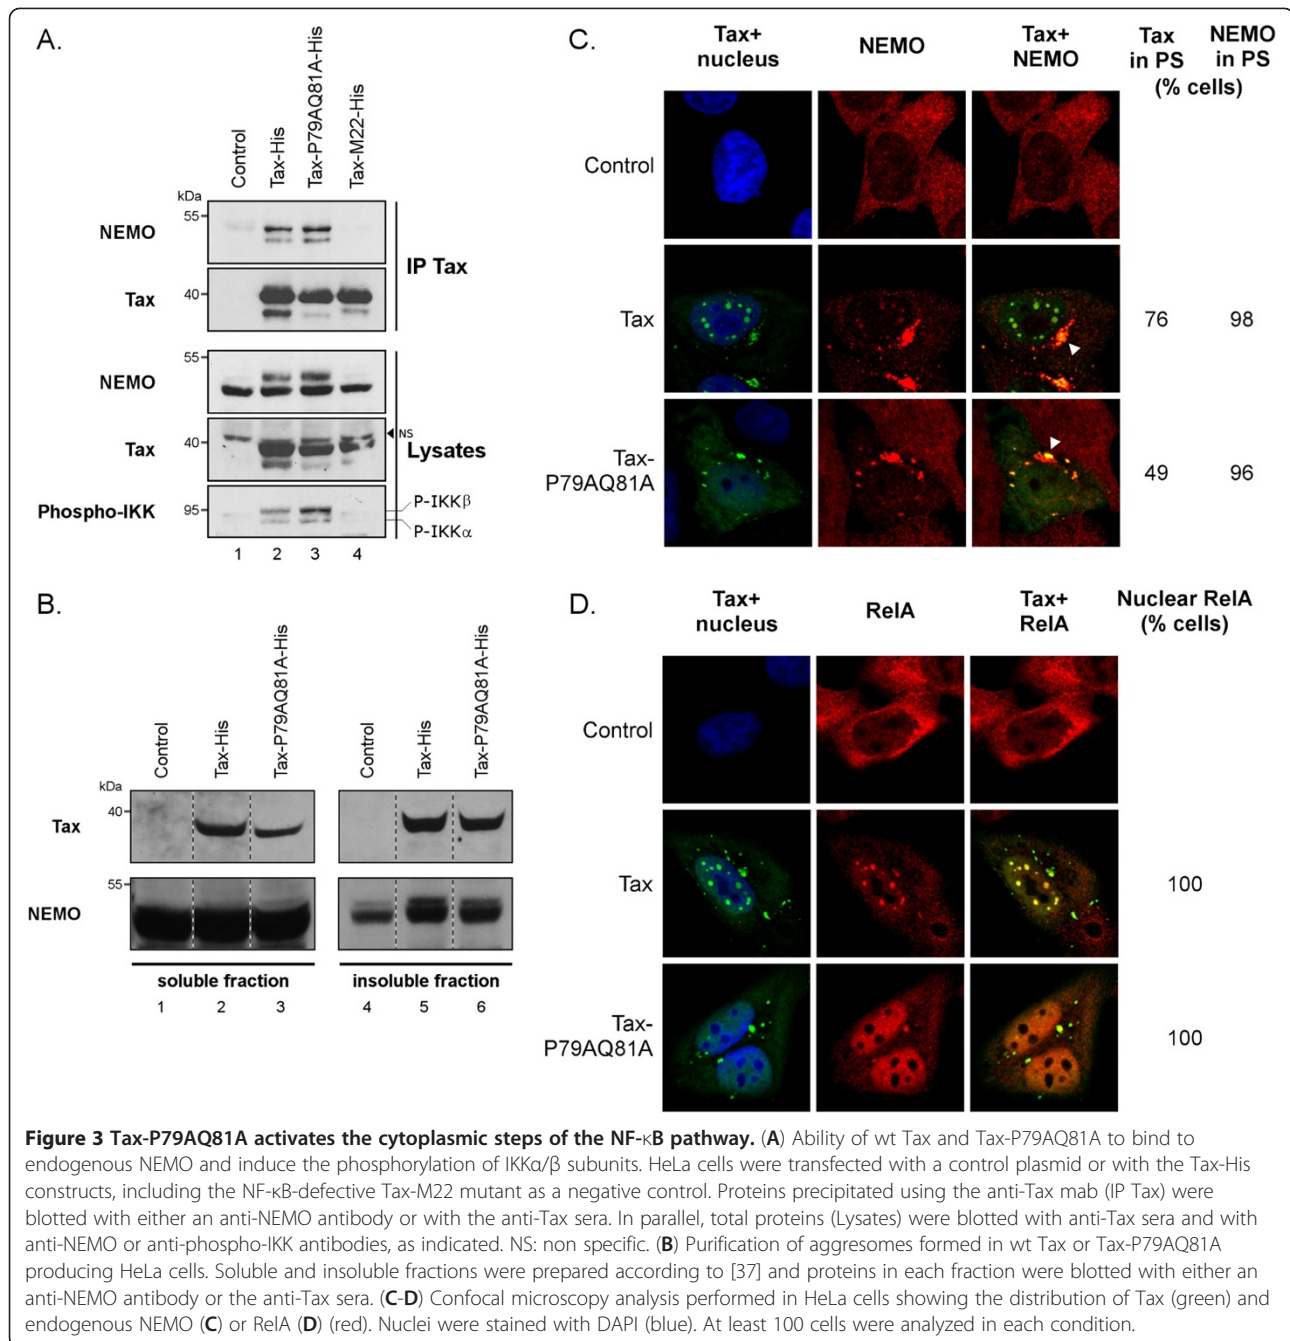 A.
Control
Tax-His
Tax-P79AQ81A-His
Tax-M22-His
kDa
55
NEMO
IP Tax
40
Tax
55
NEMO
NS
40
Tax
Lysates
95
Phospho-IKK
P-IKKβ
P-IKKα
1 2 3 4
B.
Control
Tax-His
Tax-P79AQ81A-His
Control
Tax-His
Tax-P79AQ81A-His
kDa
40
Tax
55
NEMO
soluble fraction
insoluble fraction
1 2 3 4 5 6
C.
Tax+ nucleus
NEMO
Tax+ NEMO
Tax in PS
NEMO in PS
(% cells)
Control
Tax
76 98
Tax-
P79AQ81A
49 96
D.
Tax+ nucleus
RelA
Tax+ RelA
Nuclear RelA
(% cells)
Control
Tax
100
Tax-
P79AQ81A
100
Figure 3 Tax-P79AQ81A activates the cytoplasmic steps of the NF-κB pathway. (A) Ability of wt Tax and Tax-P79AQ81A to bind to
endogenous NEMO and induce the phosphorylation of IKKα/β subunits. HeLa cells were transfected with a control plasmid or with the Tax-His
constructs, including the NF-κB-defective Tax-M22 mutant as a negative control. Proteins precipitated using the anti-Tax mab (IP Tax) were
blotted with either an anti-NEMO antibody or with the anti-Tax sera. In parallel, total proteins (Lysates) were blotted with anti-Tax sera and with
anti-NEMO or anti-phospho-IKK antibodies, as indicated. NS: non specific. (B) Purification of aggresomes formed in wt Tax or Tax-P79AQ81A
producing HeLa cells. Soluble and insoluble fractions were prepared according to [37] and proteins in each fraction were blotted with either an
anti-NEMO antibody or the anti-Tax sera. (C-D) Confocal microscopy analysis performed in HeLa cells showing the distribution of Tax (green) and
endogenous NEMO (C) or RelA (D) (red). Nuclei were stained with DAPI (blue). At least 100 cells were analyzed in each condition.